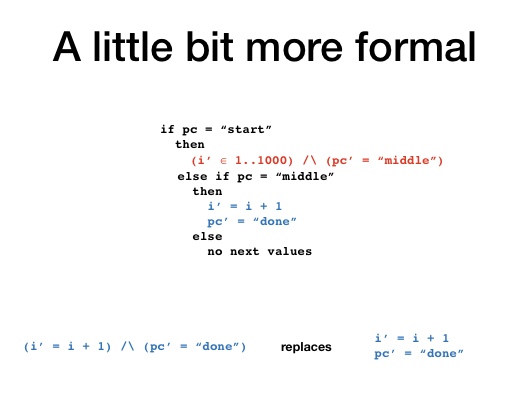 A little bit more formal
if pc = “start”
then
(i’ ∈ 1..1000) /\ (pc’ = “middle”)
else if pc = “middle”
then
i’ = i + 1
pc’ = “done”
else
no next values
(i’ = i + 1) /\ (pc’ = “done”) replaces i’ = i + 1
pc’ = “done”